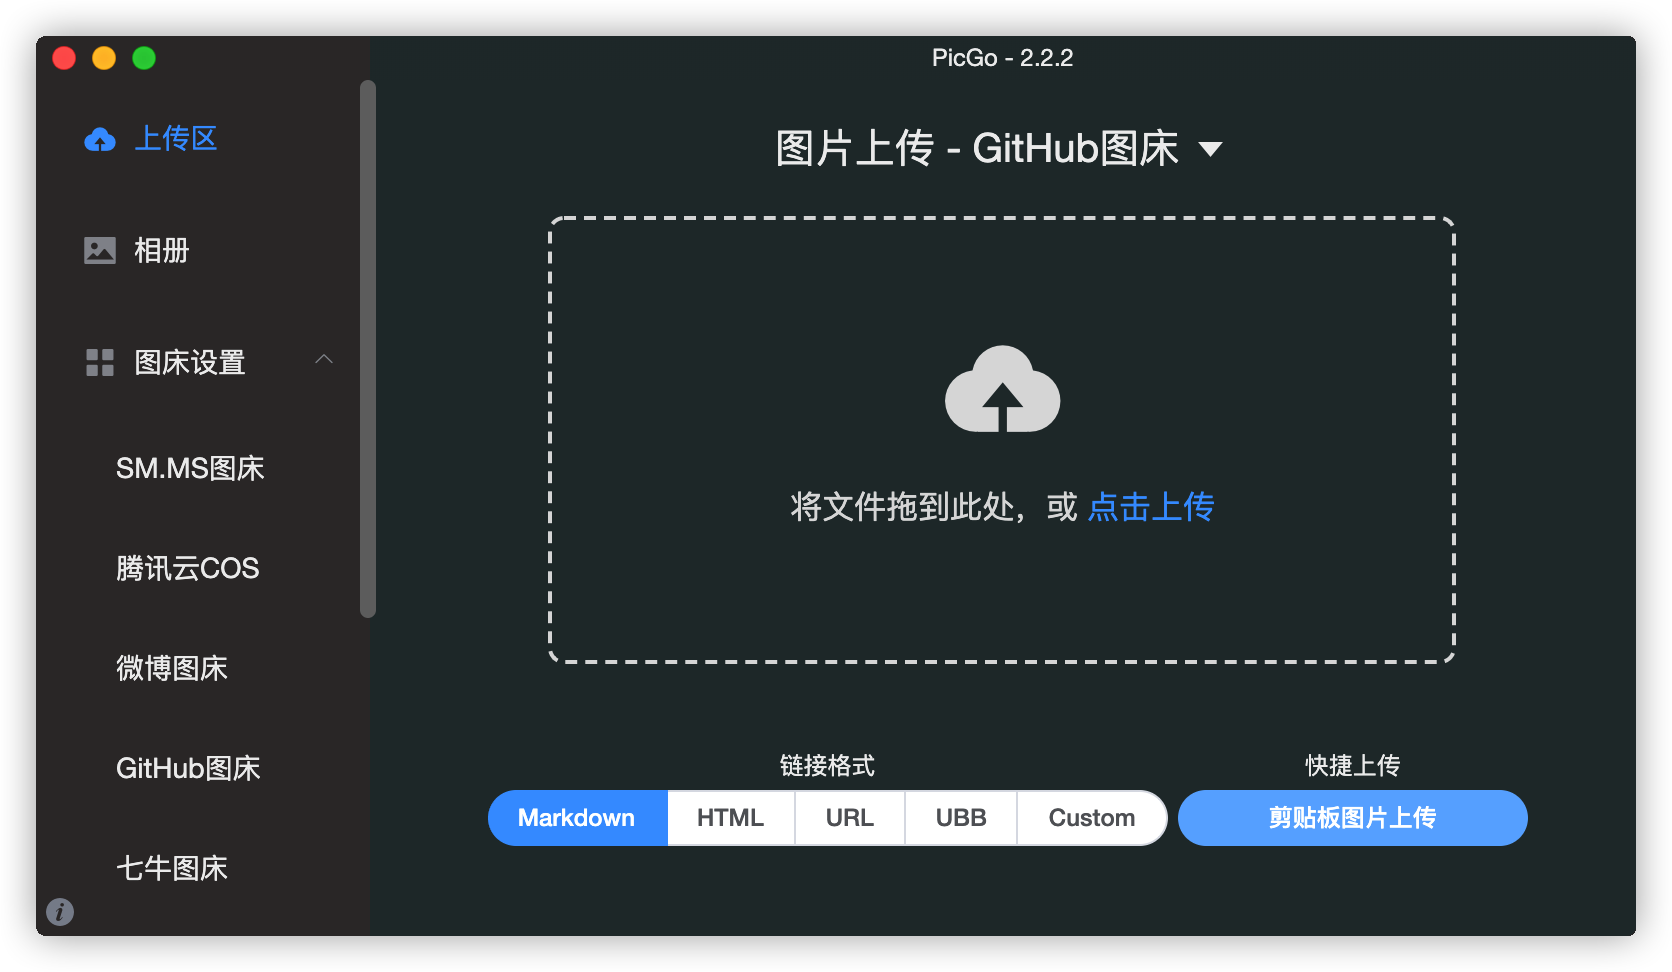 PicGo - 2.2.2
上传区
相册
图床设置
SM.MS图床
腾讯云COS
微博图床
GitHub图床
七牛图床
图片上传 - GitHub图床
将文件拖到此处，或 点击上传
链接格式
Markdown HTML URL UBB Custom
快捷上传
剪贴板图片上传